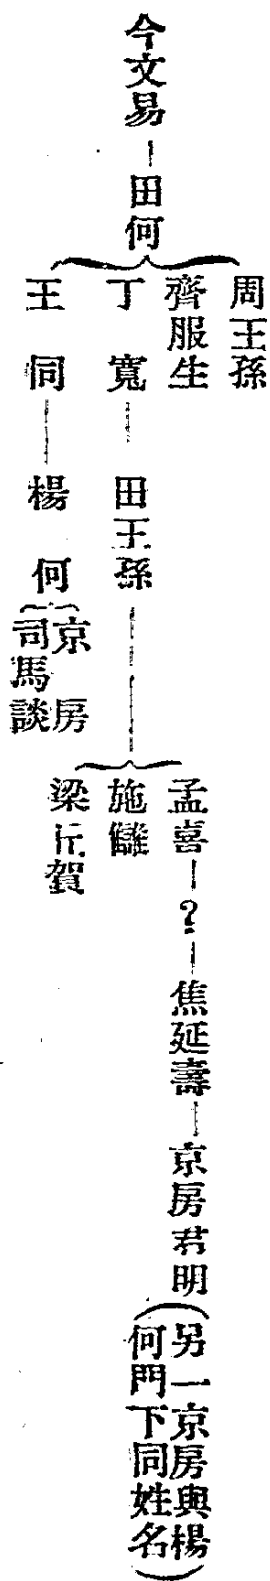 今文易
田何
周王孫
齊服生
丁寬
田王孫
孟喜
?
焦延壽
京房君明
(另一京房與楊
何門下同姓名)
施讎
梁丘賀
王同
楊何
京房
司馬談